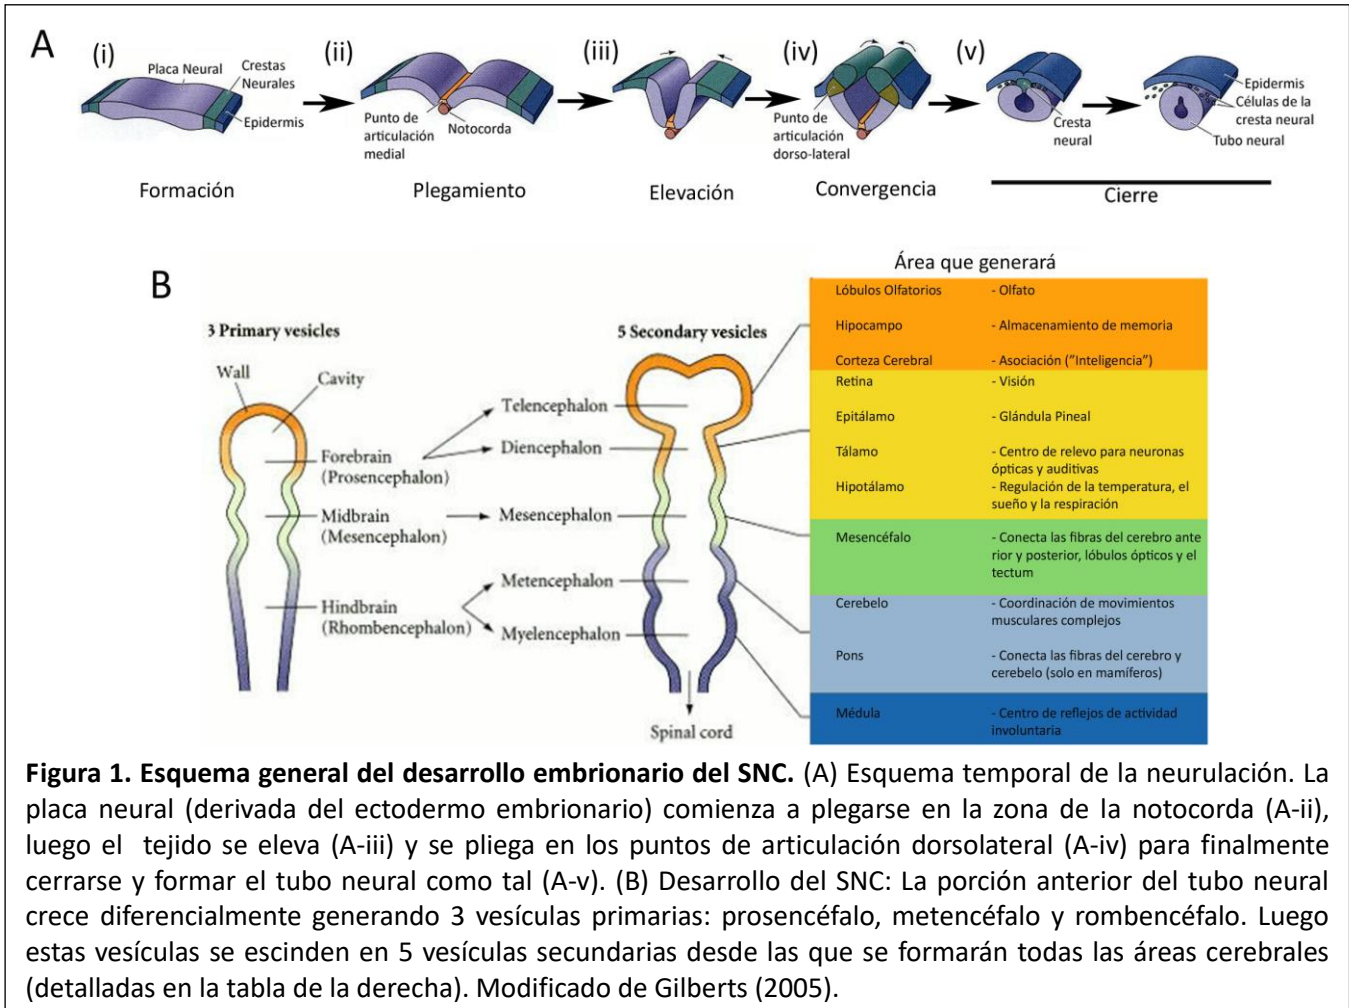 A
(i)
Placa Neural
Crestas
Neurales
Epidermis
Formación
(ii)
Punto de
articulación
medial
Notocorda
Plegamiento
(iii)
Elevación
(iv)
Punto de
articulación
dorso-lateral
Convergencia
(v)
Cresta
neural
Epidermis
Células de la
cresta neural
Tubo neural
Cierre
B
3 Primary vesicles
Wall
Cavity
Forebrain
(Prosencephalon)
Midbrain
(Mesencephalon)
Hindbrain
(Rhombencephalon)
5 Secondary vesicles
Telencephalon
Diencephalon
Mesencephalon
Metencephalon
Myelencephalon
Spinal cord
Área que generará
Lóbulos Olfatorios - Olfato
Hipocampo - Almacenamiento de memoria
Corteza Cerebral - Asociación ("Inteligencia")
Retina - Visión
Epitálamo - Glándula Pineal
Tálamo - Centro de relevo para neuronas
ópticas y auditivas
Hipotálamo - Regulación de la temperatura, el
sueño y la respiración
Mesencéfalo - Conecta las fibras del cerebro ante
rior y posterior, lóbulos ópticos y el
tectum
Cerebelo - Coordinación de movimientos
musculares complejos
Pons - Conecta las fibras del cerebro y
cerebelo (solo en mamíferos)
Médula - Centro de reflejos de actividad
involuntaria
Figura 1. Esquema general del desarrollo embrionario del SNC. (A) Esquema temporal de la neurulación. La
placa neural (derivada del ectodermo embrionario) comienza a plegarse en la zona de la notocorda (A-ii),
luego el tejido se eleva (A-iii) y se pliega en los puntos de articulación dorsolateral (A-iv) para finalmente
cerrarse y formar el tubo neural como tal (A-v). (B) Desarrollo del SNC: La porción anterior del tubo neural
crece diferencialmente generando 3 vesículas primarias: prosencéfalo, metencéfalo y rombencéfalo. Luego
estas vesículas se escinden en 5 vesículas secundarias desde las que se formarán todas las áreas cerebrales
(detalladas en la tabla de la derecha). Modificado de Gilberts (2005).